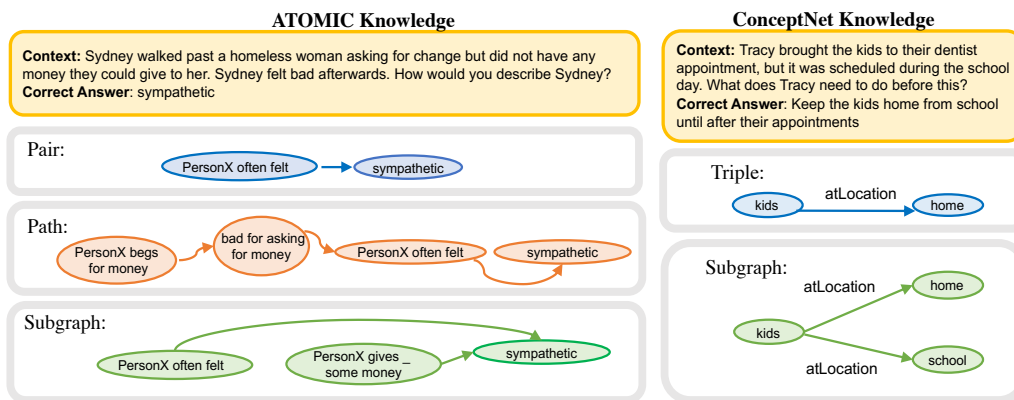 ATOMIC Knowledge
Context: Sydney walked past a homeless woman asking for change but did not have any
money they could give to her. Sydney felt bad afterwards. How would you describe Sydney?
Correct Answer: sympathetic
Pair:
PersonX often felt
sympathetic
Path:
PersonX begs
for money
bad for asking
for money
PersonX often felt
sympathetic
Subgraph:
PersonX often felt
PersonX gives _
some money
sympathetic
ConceptNet Knowledge
Context: Tracy brought the kids to their dentist
appointment, but it was scheduled during the school
day. What does Tracy need to do before this?
Correct Answer: Keep the kids home from school
until after their appointments
Triple:
kids
atLocation
home
Subgraph:
home
atLocation
kids
school
atLocation